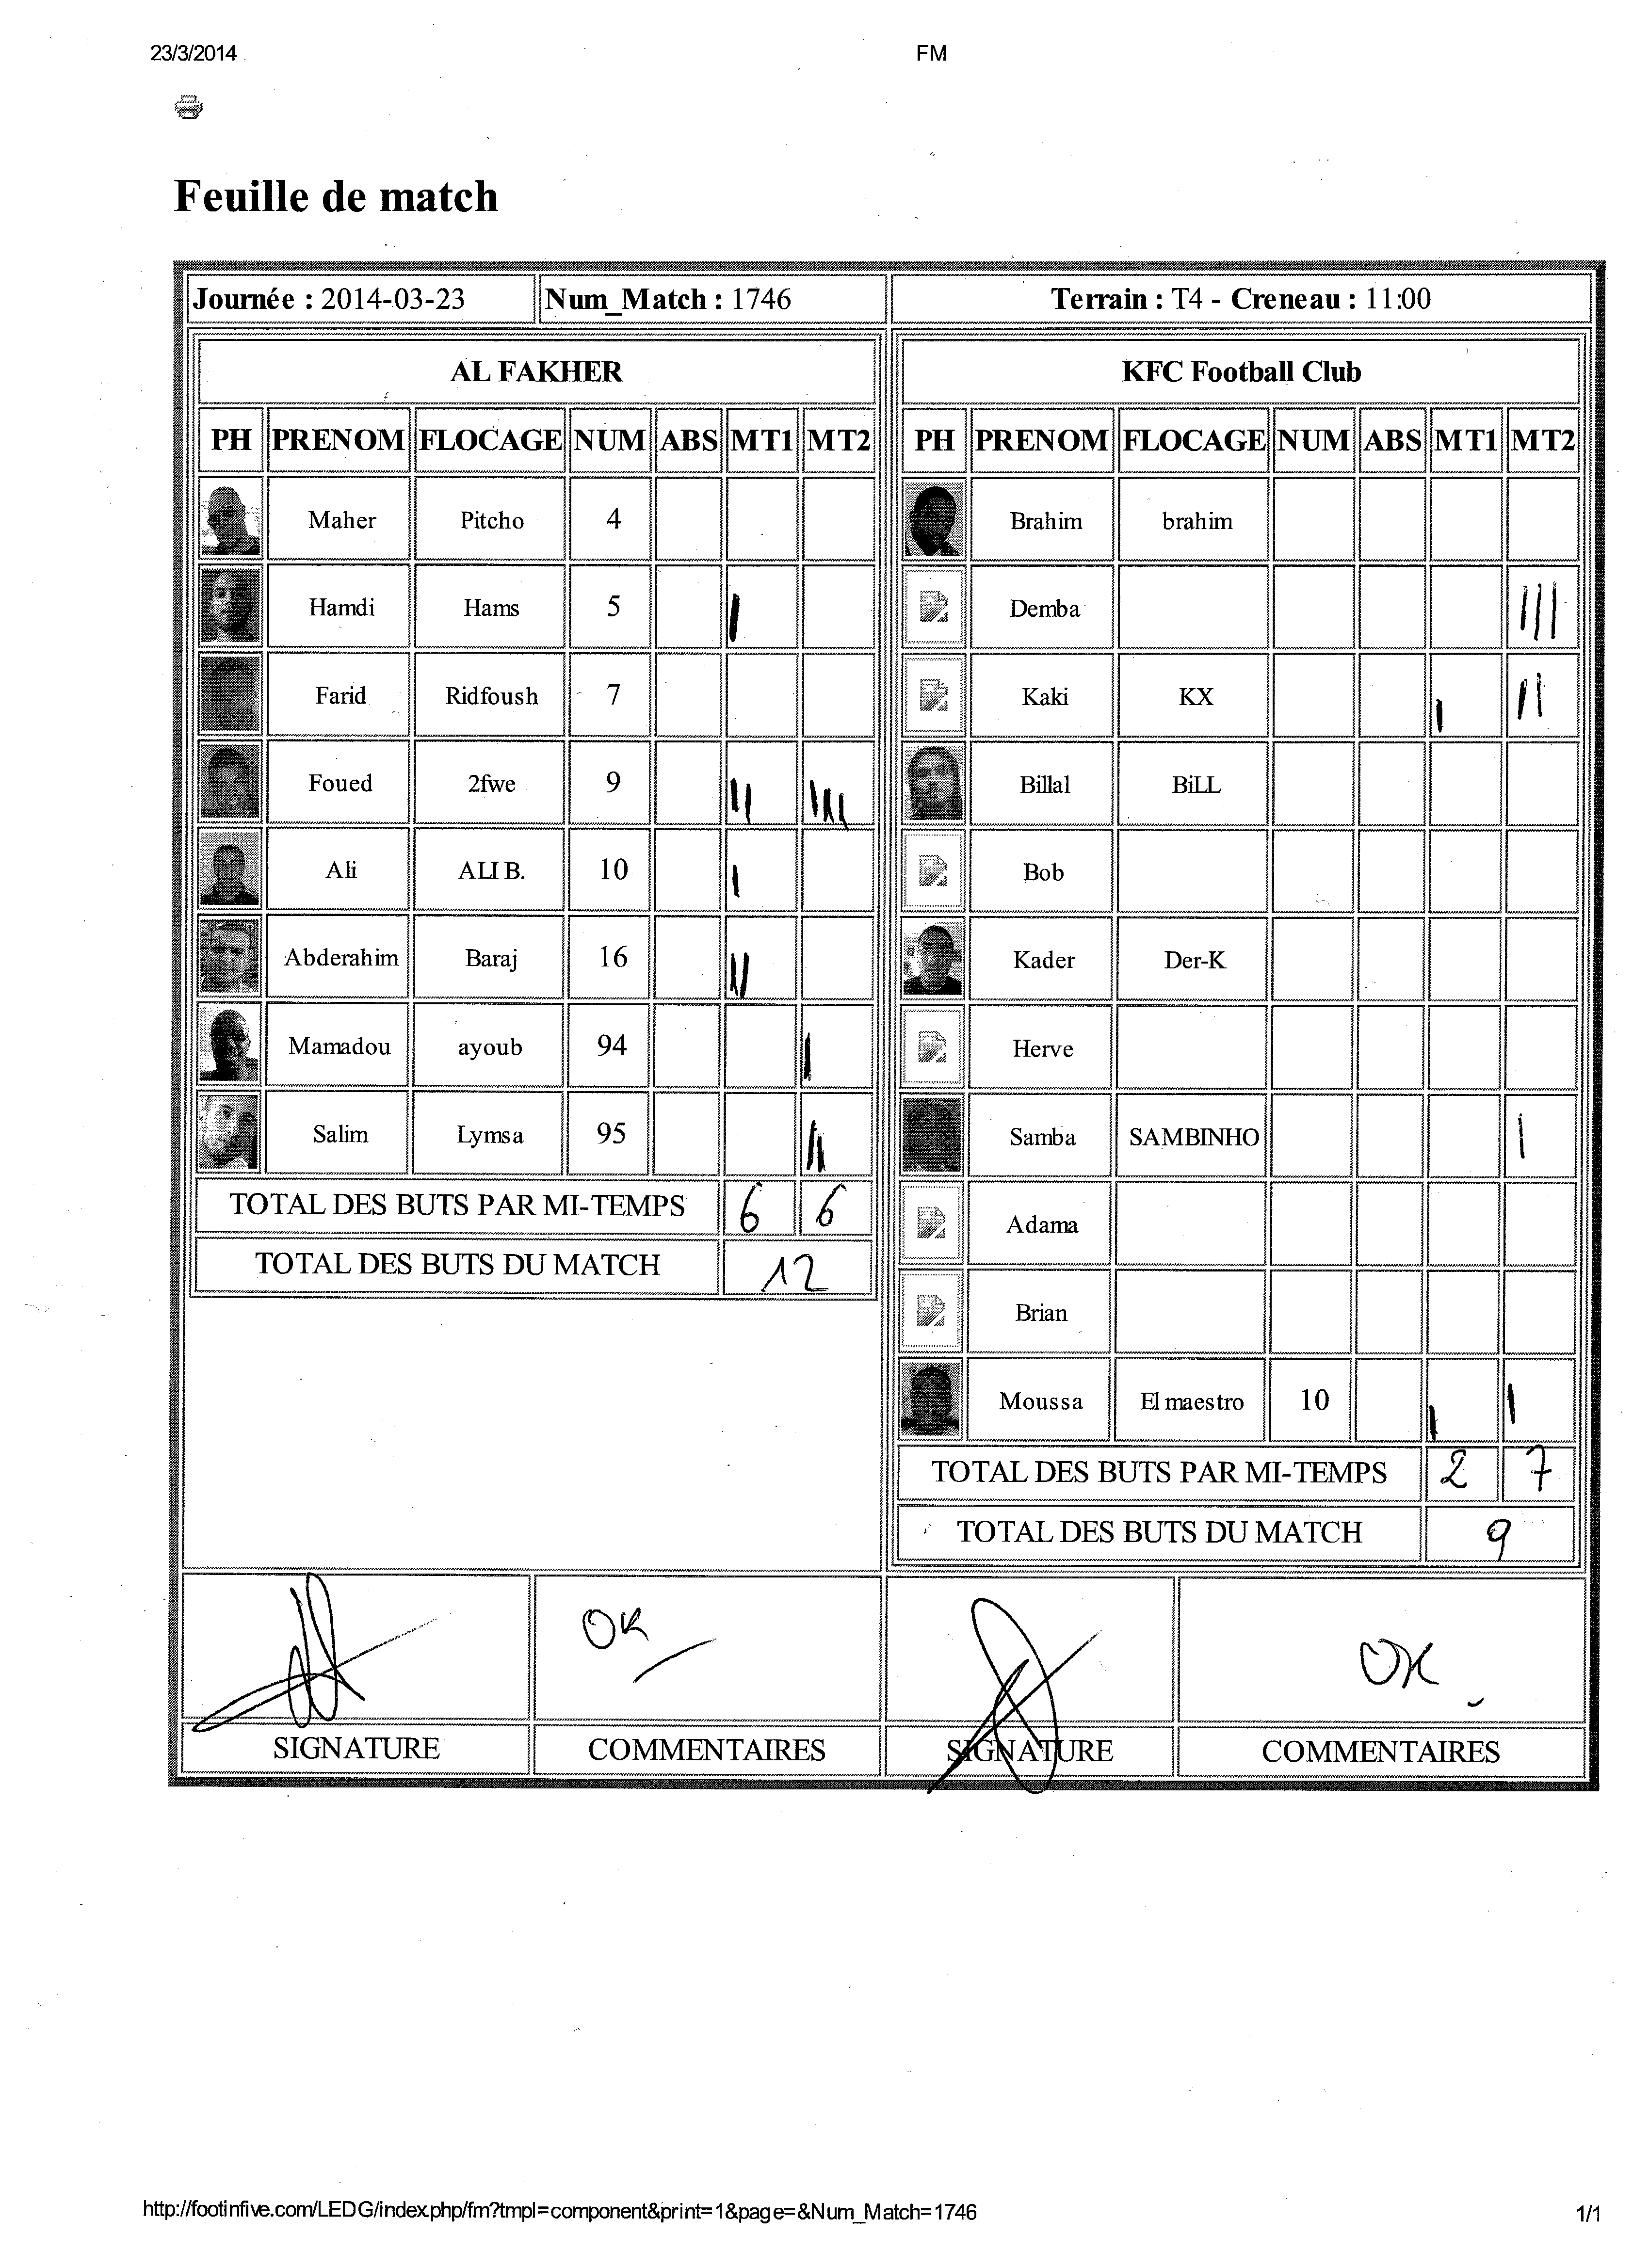 23/3/2014 FM
Feuille de match
Journée : 2014-03-23 Num_Match : 1746 Terrain : T4 - Creneau : 11:00
AL FAKHER
PH PRENOM FLOCAGE NUM ABS MT1 MT2
Maher Pitcho 4
Hamdi Hams 5 I
Farid Ridfoush 7
Foued 2fwe 9 II III
Ali ALI B. 10 I
Abderahim Baraj 16 II
Mamadou ayoub 94 I
Salim Lymsa 95 II
TOTAL DES BUTS PAR MI-TEMPS 6 6
TOTAL DES BUTS DU MATCH 12
KFC Football Club
PH PRENOM FLOCAGE NUM ABS MT1 MT2
Brahim brahim
Demba III
Kaki KX I II
Billal BiLL
Bob
Kader Der-K
Herve
Samba SAMBINHO I
Adama
Brian
Moussa El maestro 10 I I
TOTAL DES BUTS PAR MI-TEMPS 2 7
TOTAL DES BUTS DU MATCH 9
OK OK
SIGNATURE COMMENTAIRES SIGNATURE COMMENTAIRES
http://footinfive.com/LEDG/index.php/fm?tmpl=component&print=1&page=&Num_Match=1746 1/1